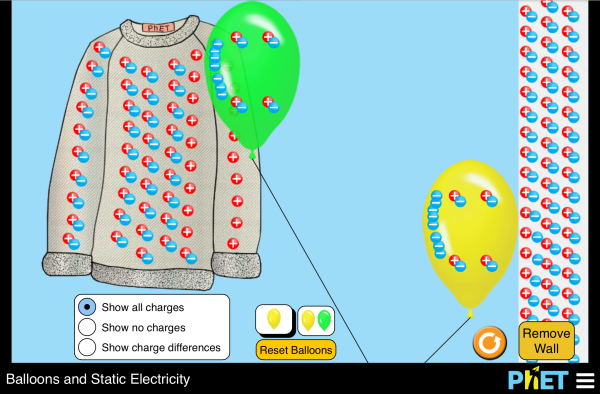 PhET
Show all charges
Show no charges
Show charge differences
Reset Balloons
Remove
Wall
Balloons and Static Electricity
PhET